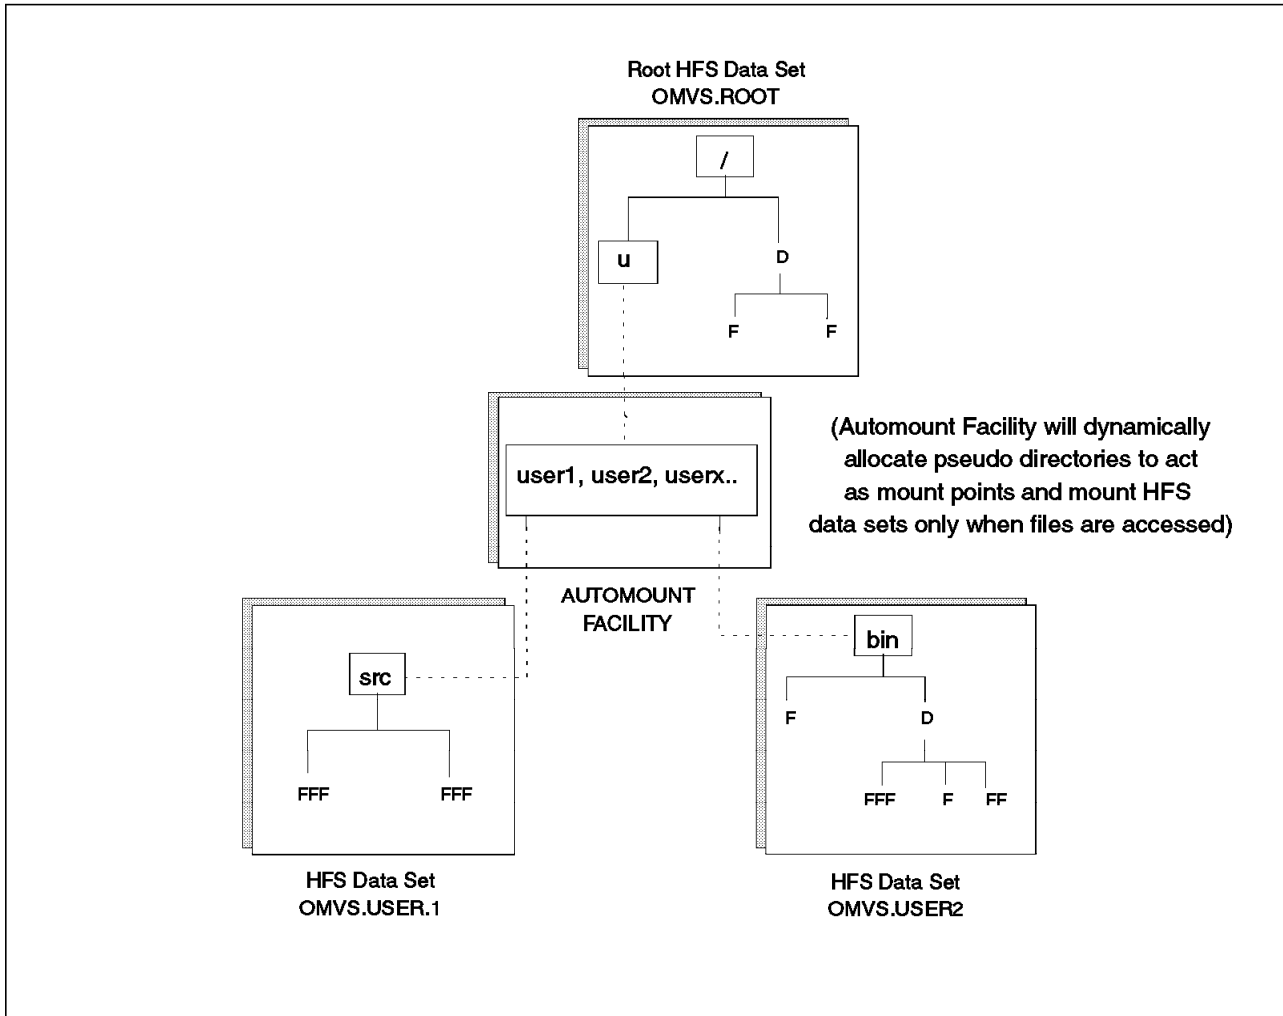 Root HFS Data Set
OMVS.ROOT
/
u
D
F F
user1, user2, userx..
(Automount Facility will dynamically
allocate pseudo directories to act
as mount points and mount HFS
data sets only when files are accessed)
AUTOMOUNT
FACILITY
src
FFF FFF
HFS Data Set
OMVS.USER.1
bin
F D
FFF F FF
HFS Data Set
OMVS.USER2